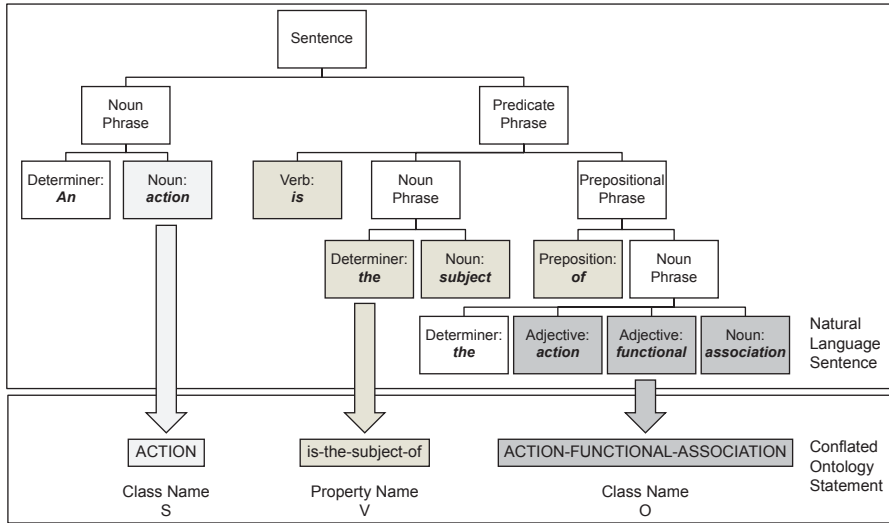 Sentence
Noun
Phrase
Predicate
Phrase
Determiner:
An
Noun:
action
Verb:
is
Noun
Phrase
Prepositional
Phrase
Determiner:
the
Noun:
subject
Preposition:
of
Noun
Phrase
Determiner:
the
Adjective:
action
Adjective:
functional
Noun:
association
Natural
Language
Sentence
ACTION
is-the-subject-of
ACTION-FUNCTIONAL-ASSOCIATION
Conflated
Ontology
Statement
Class Name
S
Property Name
V
Class Name
O